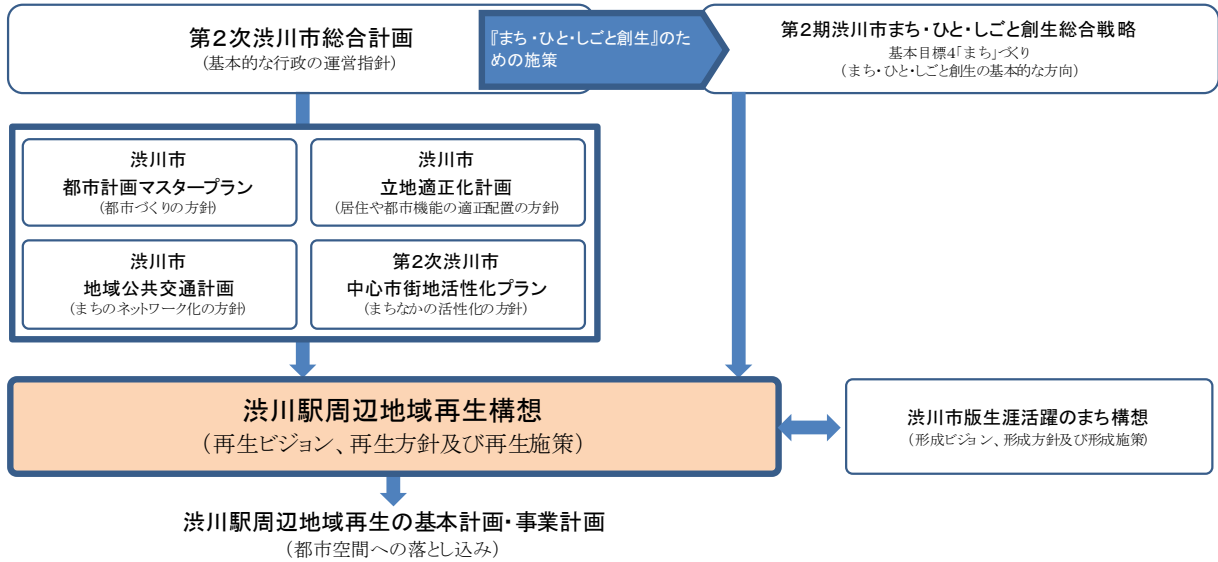 第2次渋川市総合計画
(基本的な行政の運営指針)
『まち・ひと・しごと創生』のた
めの施策
第2期渋川市まち・ひと・しごと創生総合戦略
基本目標4「まち」づくり
(まち・ひと・しごと創生の基本的な方向)
渋川市
都市計画マスタープラン
(都市づくりの方針)
渋川市
立地適正化計画
(居住や都市機能の適正配置の方針)
渋川市
地域公共交通計画
(まちのネットワーク化の方針)
第2次渋川市
中心市街地活性化プラン
(まちなかの活性化の方針)
渋川駅周辺地域再生構想
(再生ビジョン、再生方針及び再生施策)
渋川市版生涯活躍のまち構想
(形成ビジョン、形成方針及び形成施策)
渋川駅周辺地域再生の基本計画・事業計画
(都市空間への落とし込み)